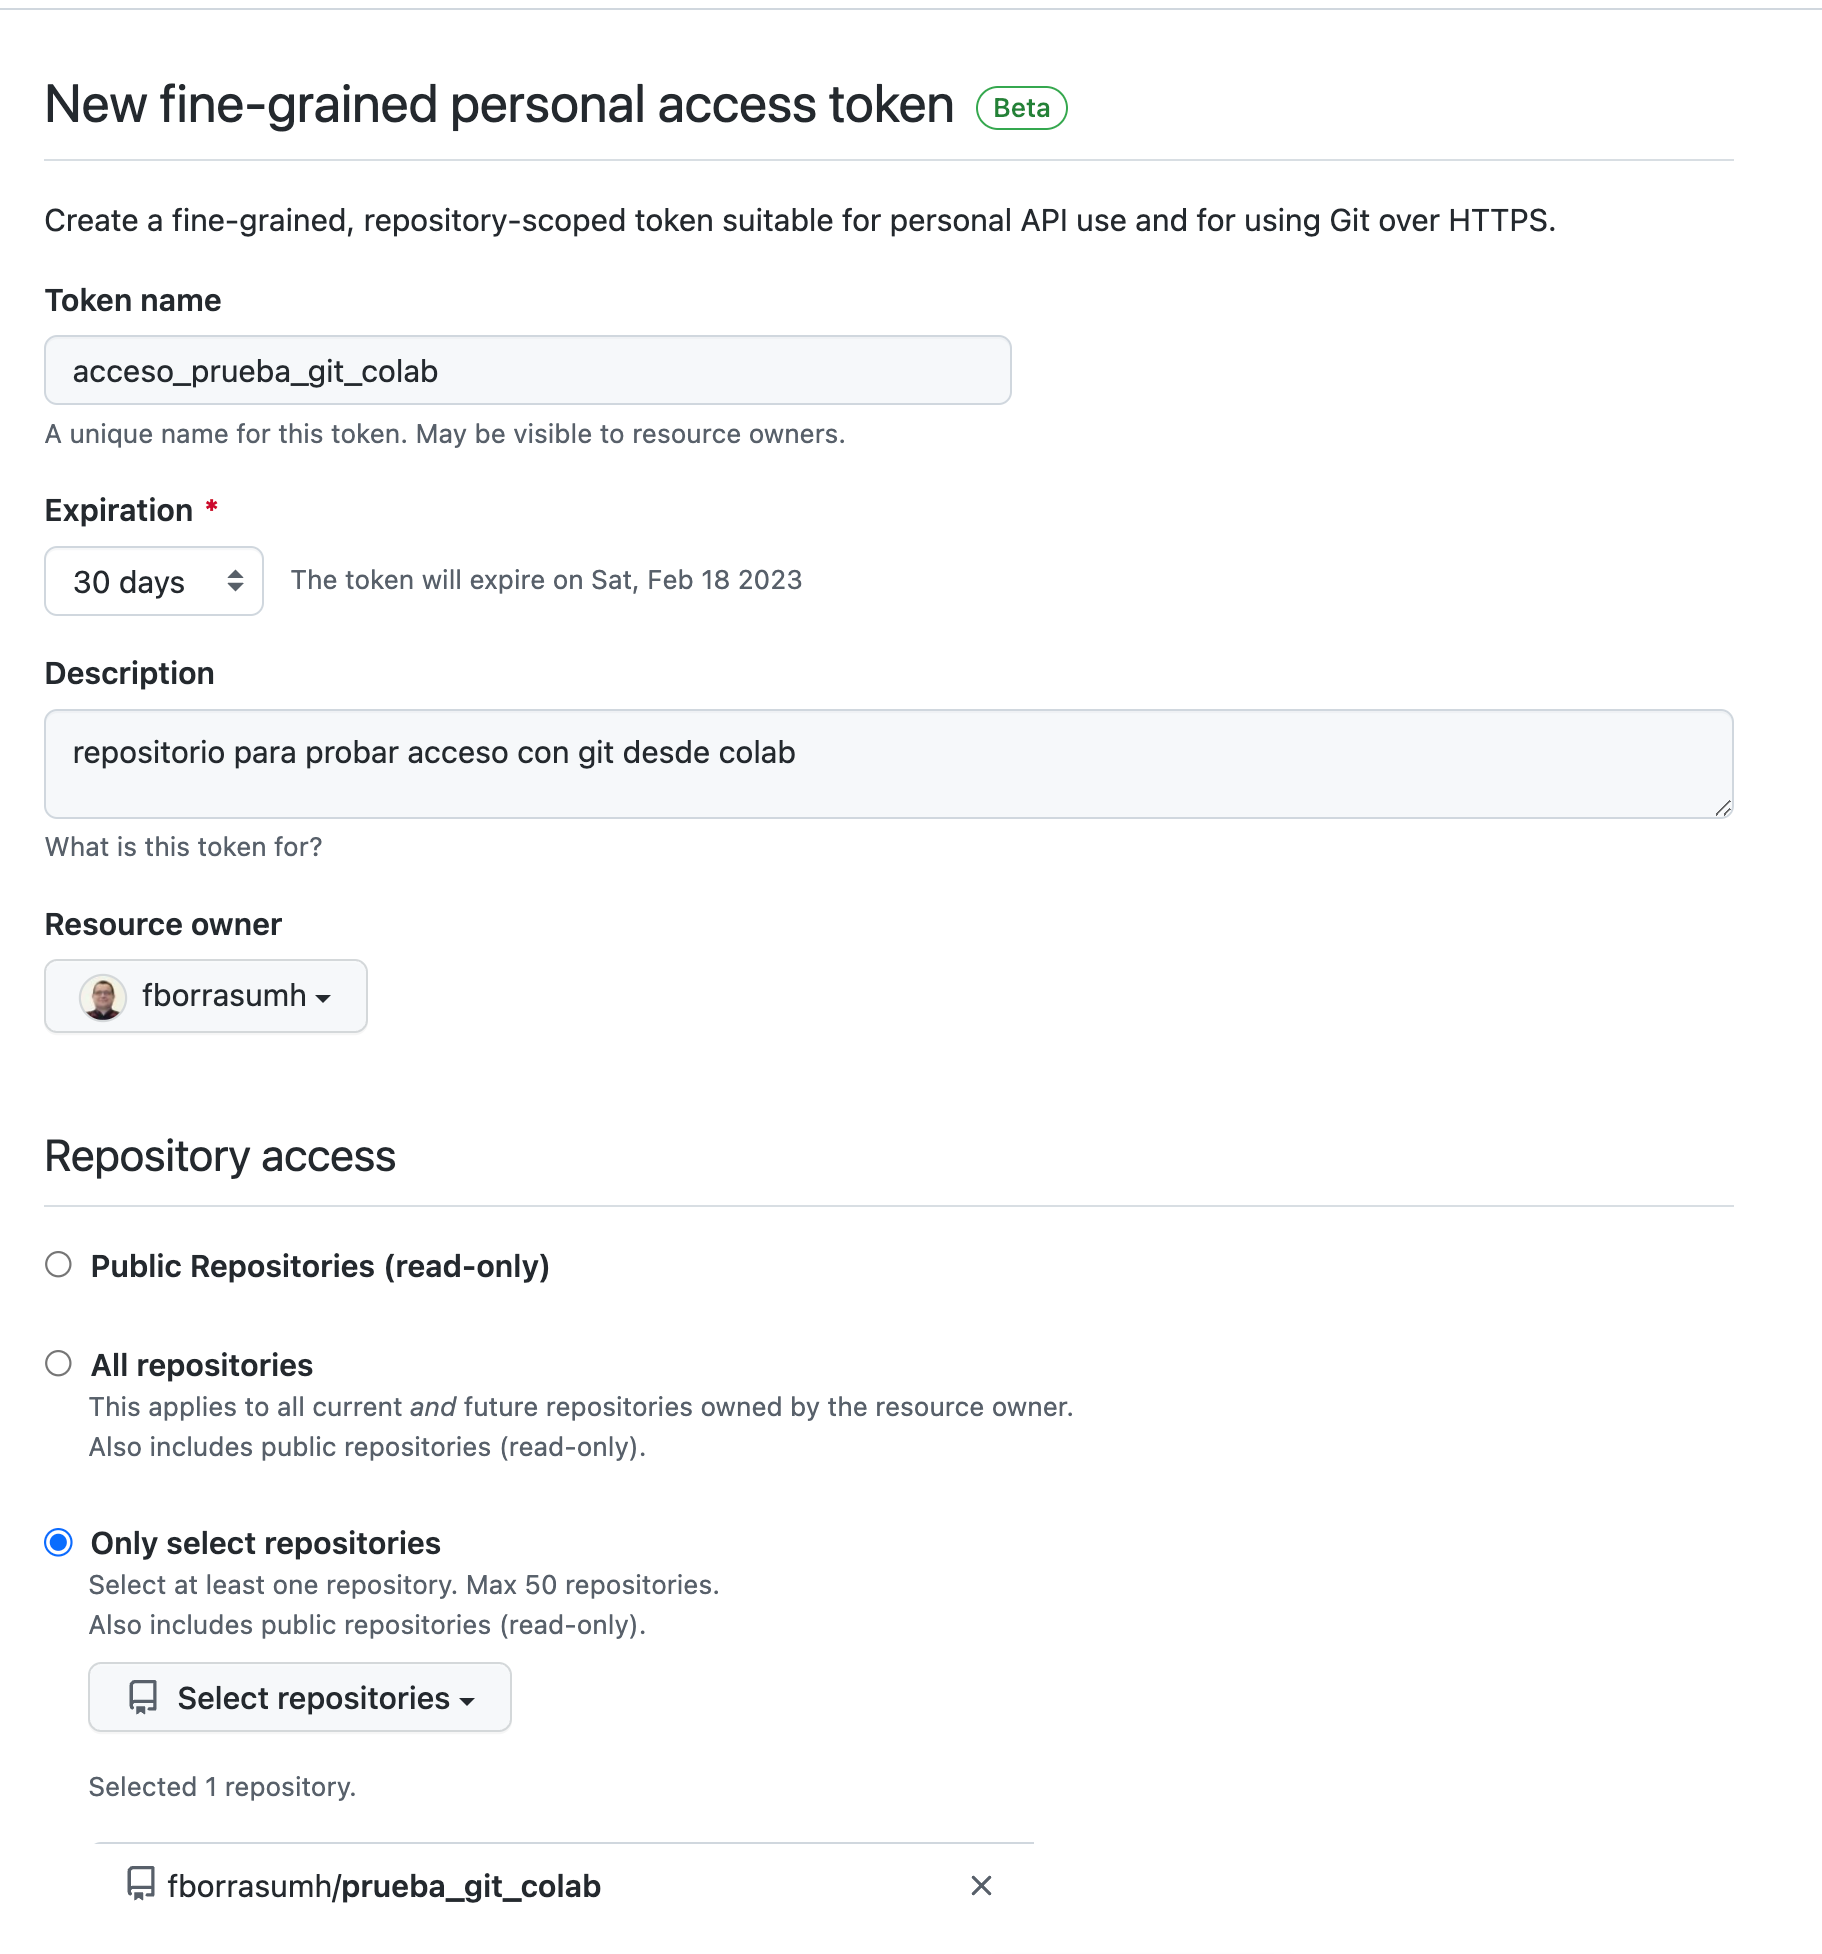 New fine-grained personal access token Beta
Create a fine-grained, repository-scoped token suitable for personal API use and for using Git over HTTPS.
Token name
acceso_prueba_git_colab
A unique name for this token. May be visible to resource owners.
Expiration *
30 days The token will expire on Sat, Feb 18 2023
Description
repositorio para probar acceso con git desde colab
What is this token for?
Resource owner
fborrasumh
Repository access
Public Repositories (read-only)
All repositories
This applies to all current and future repositories owned by the resource owner.
Also includes public repositories (read-only).
Only select repositories
Select at least one repository. Max 50 repositories.
Also includes public repositories (read-only).
Select repositories
Selected 1 repository.
fborrasumh/prueba_git_colab